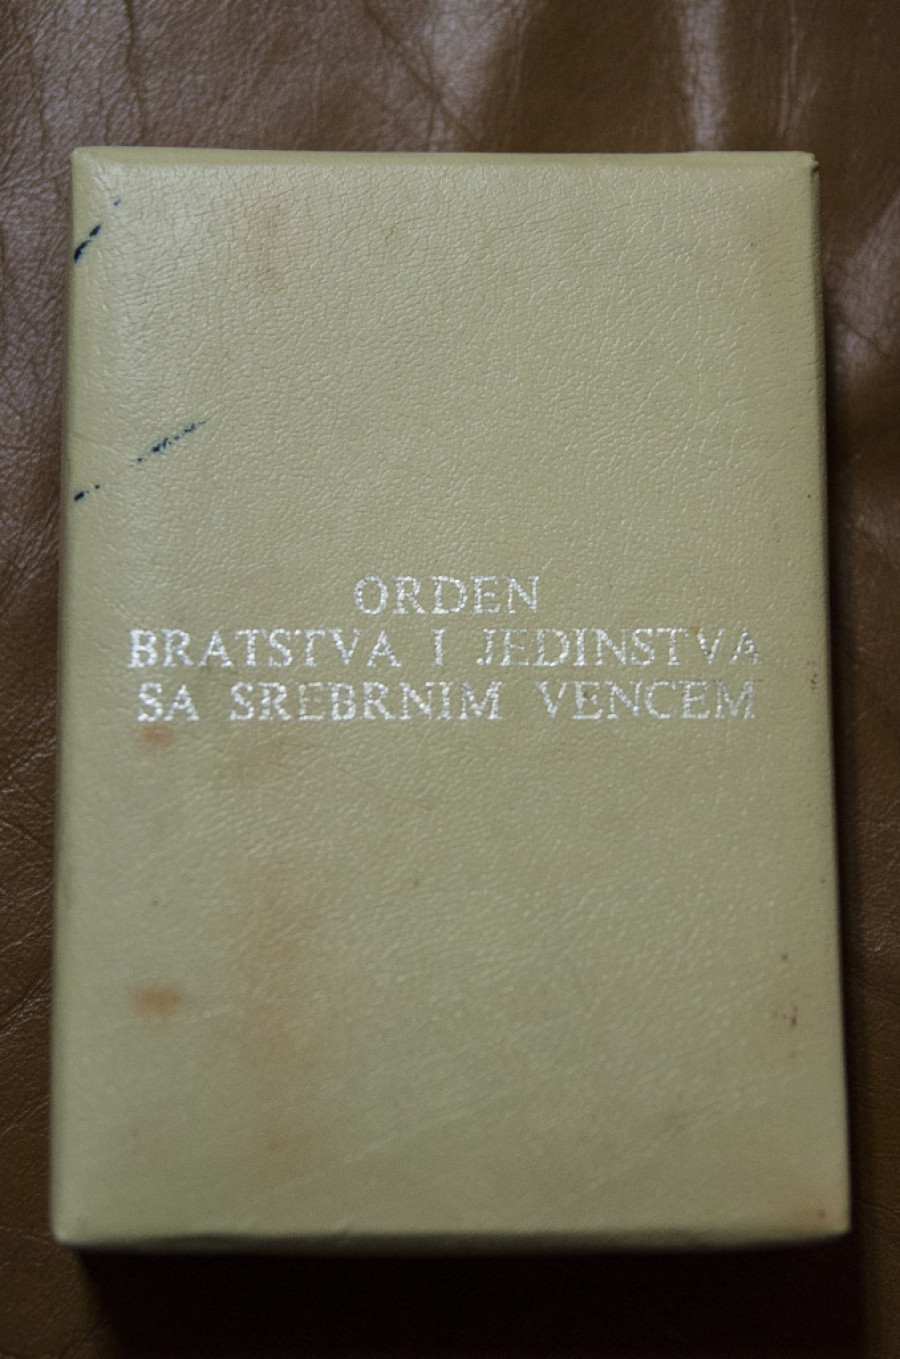 ORDEN
BRATSTVA I JEDINSTVA
SA SREBRNIM VENCEM